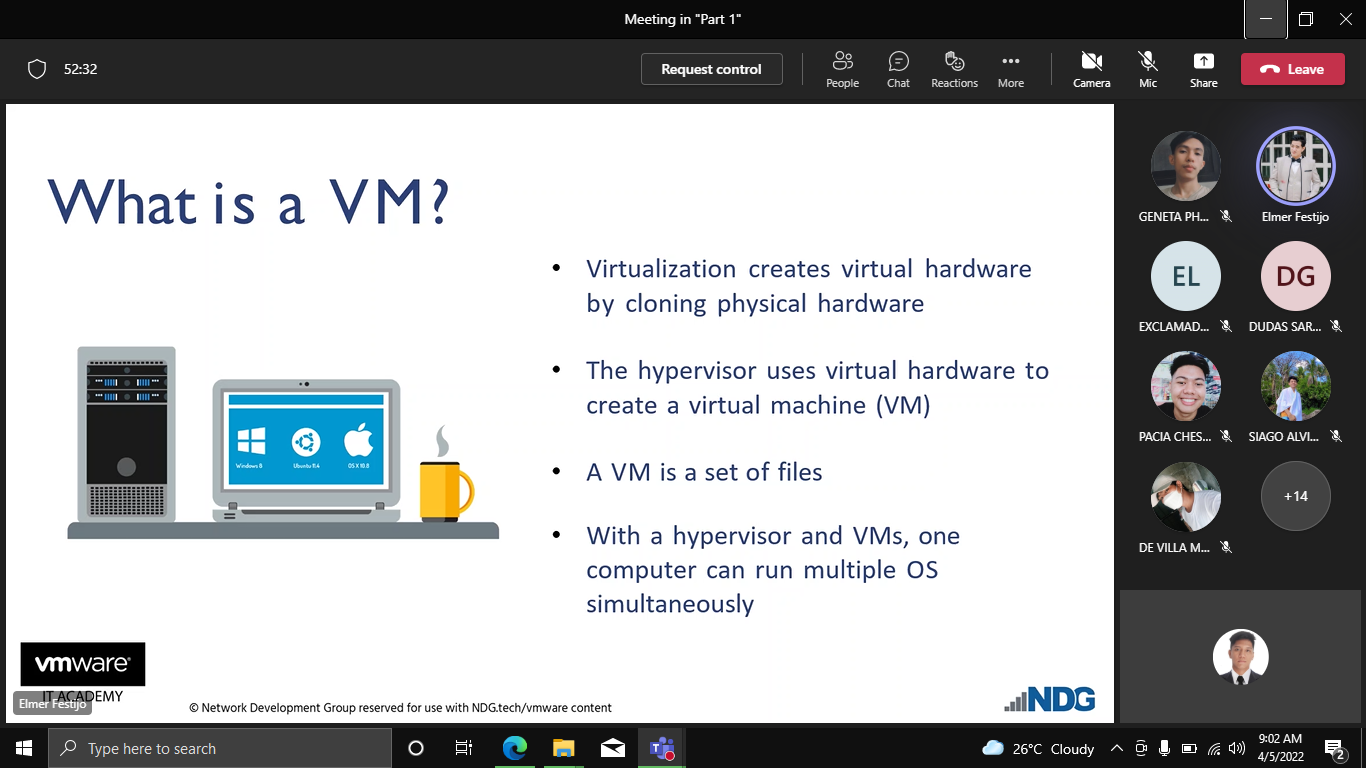 Meeting in "Part 1"
52:32
Request control
People
Chat
Reactions
More
Camera
Mic
Share
Leave
What is a VM?
• Virtualization creates virtual hardware
by cloning physical hardware
• The hypervisor uses virtual hardware to
create a virtual machine (VM)
• A VM is a set of files
• With a hypervisor and VMs, one
computer can run multiple OS
simultaneously
Windows 8
Ubuntu 11.4
OS X 10.8
vmware®
IT ACADEMY
Elmer Festijo
© Network Development Group reserved for use with NDG.tech/vmware content
NDG
GENETA PH...
Elmer Festijo
EL
EXCLAMAD...
DG
DUDAS SAR...
PACIA CHES...
SIAGO ALVI...
DE VILLA M...
+14
Type here to search
26°C Cloudy
9:02 AM
4/5/2022
2